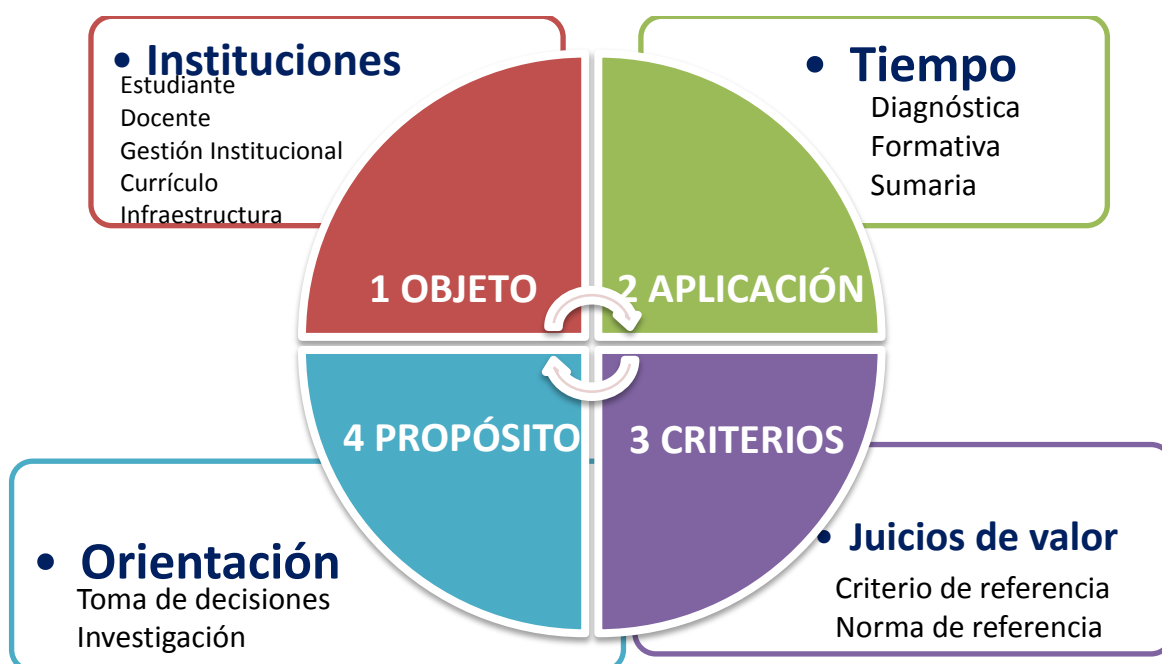 • Instituciones
Estudiante
Docente
Gestión Institucional
Currículo
Infraestructura
• Tiempo
Diagnóstica
Formativa
Sumaria
1 OBJETO
2 APLICACIÓN
4 PROPÓSITO
3 CRITERIOS
• Orientación
Toma de decisiones
Investigación
• Juicios de valor
Criterio de referencia
Norma de referencia